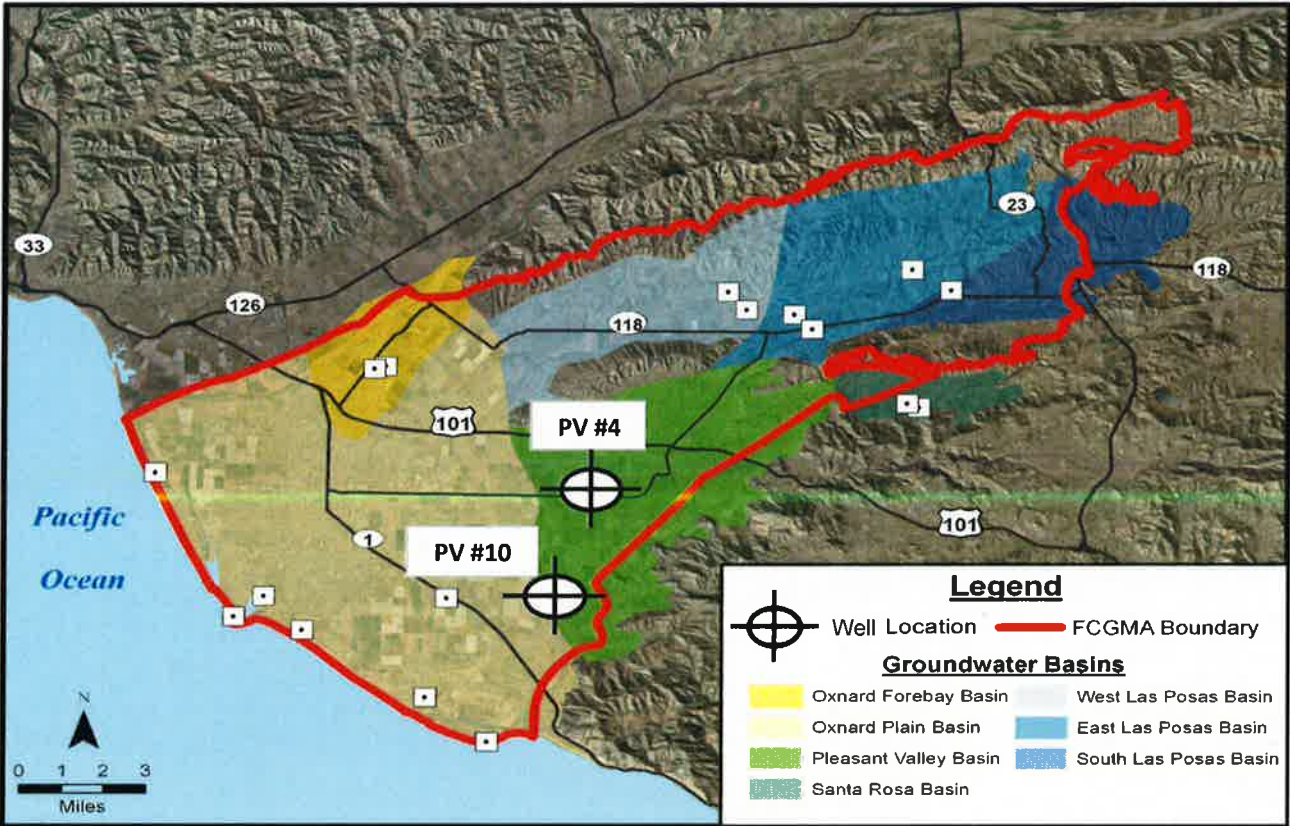 33
126
118
23
118
101
PV #4
Pacific
Ocean
PV #10
1
101
N
0 1 2 3
Miles
Legend
Well Location
FCGMA Boundary
Groundwater Basins
Oxnard Forebay Basin
West Las Posas Basin
Oxnard Plain Basin
East Las Posas Basin
Pleasant Valley Basin
South Las Posas Basin
Santa Rosa Basin